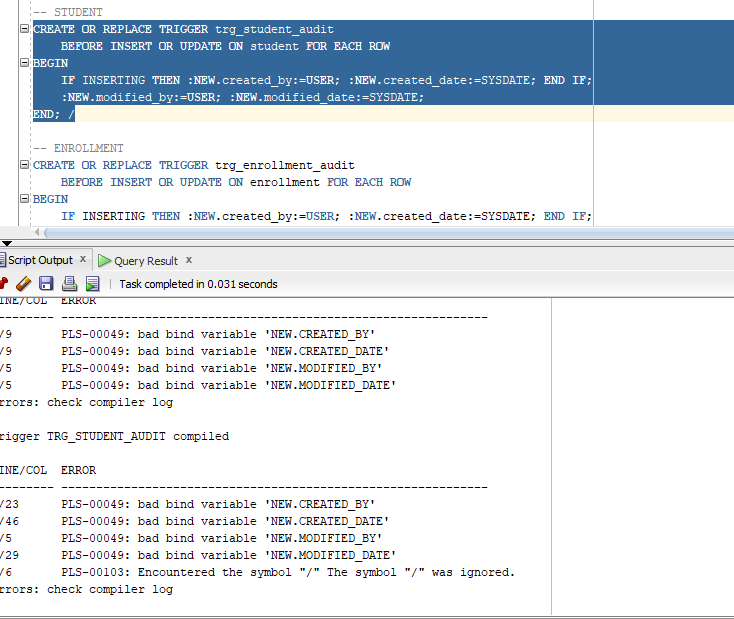 -- STUDENT
CREATE OR REPLACE TRIGGER trg_student_audit
BEFORE INSERT OR UPDATE ON student FOR EACH ROW
BEGIN
IF INSERTING THEN :NEW.created_by:=USER; :NEW.created_date:=SYSDATE; END IF;
:NEW.modified_by:=USER; :NEW.modified_date:=SYSDATE;
END; /
-- ENROLLMENT
CREATE OR REPLACE TRIGGER trg_enrollment_audit
BEFORE INSERT OR UPDATE ON enrollment FOR EACH ROW
BEGIN
IF INSERTING THEN :NEW.created_by:=USER; :NEW.created_date:=SYSDATE; END IF;
Script Output x Query Result x
Task completed in 0.031 seconds
INE/COL ERROR
-------- -------------------------------------------------------------
/9 PLS-00049: bad bind variable 'NEW.CREATED_BY'
/9 PLS-00049: bad bind variable 'NEW.CREATED_DATE'
/5 PLS-00049: bad bind variable 'NEW.MODIFIED_BY'
/5 PLS-00049: bad bind variable 'NEW.MODIFIED_DATE'
rrors: check compiler log
rigger TRG_STUDENT_AUDIT compiled
INE/COL ERROR
-------- -------------------------------------------------------------
/23 PLS-00049: bad bind variable 'NEW.CREATED_BY'
/46 PLS-00049: bad bind variable 'NEW.CREATED_DATE'
/5 PLS-00049: bad bind variable 'NEW.MODIFIED_BY'
/29 PLS-00049: bad bind variable 'NEW.MODIFIED_DATE'
/6 PLS-00103: Encountered the symbol "/" The symbol "/" was ignored.
rrors: check compiler log